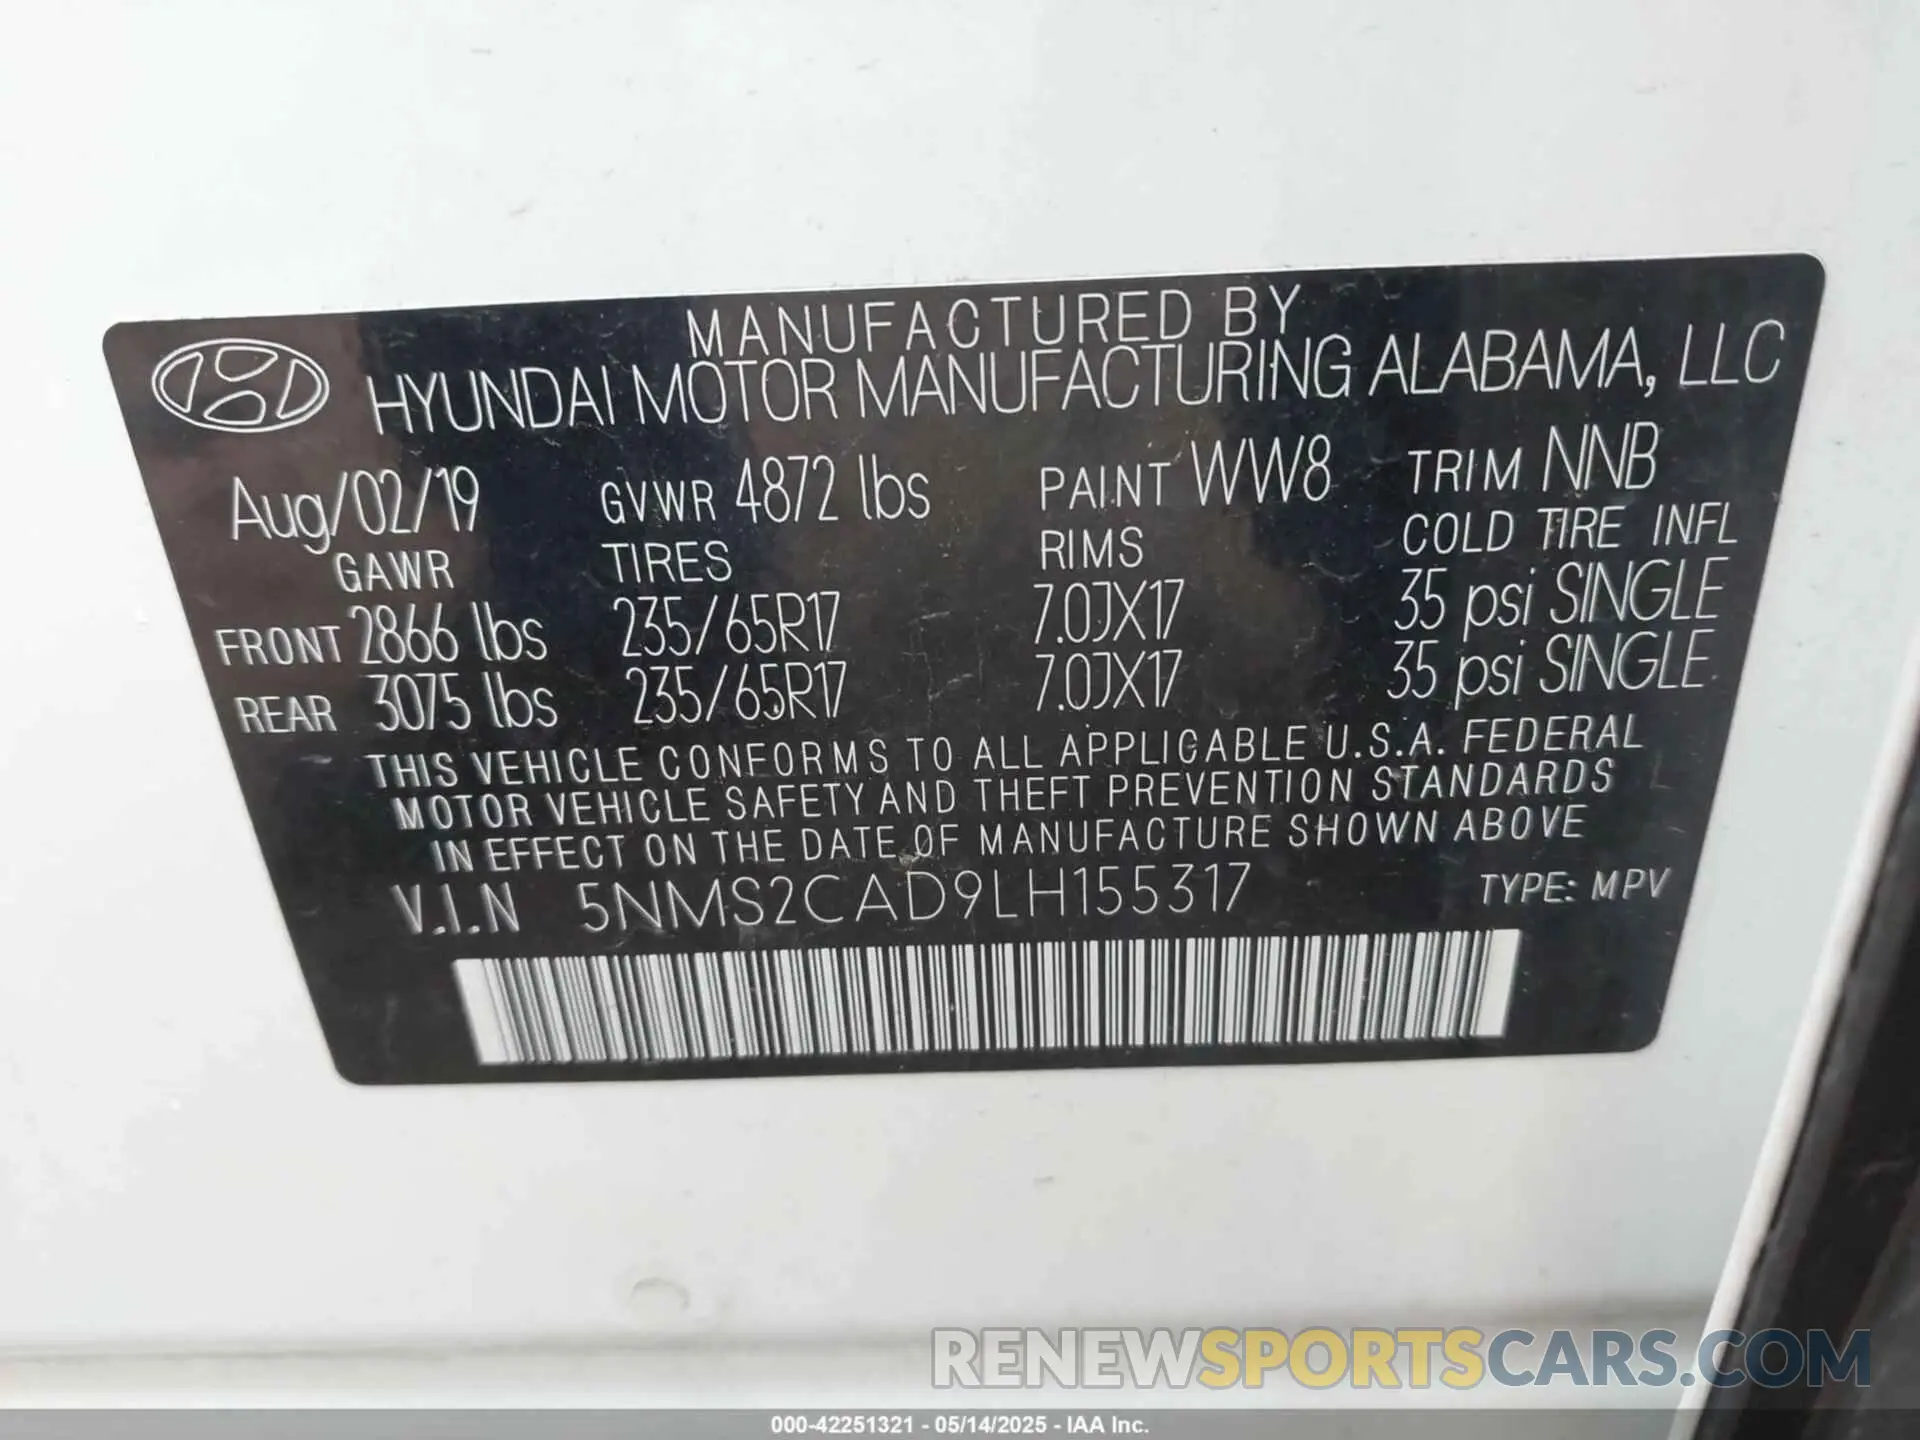 MANUFACTURED BY
HYUNDAI MOTOR MANUFACTURING ALABAMA, LLC
Aug/02/19 GVWR 4872 lbs PAINT WW8 TRIM NNB
GAWR TIRES RIMS COLD TIRE INFL
FRONT 2866 lbs 235/65R17 7.0JX17 35 psi SINGLE
REAR 3075 lbs 235/65R17 7.0JX17 35 psi SINGLE
THIS VEHICLE CONFORMS TO ALL APPLICABLE U.S.A. FEDERAL
MOTOR VEHICLE SAFETY AND THEFT PREVENTION STANDARDS
IN EFFECT ON THE DATE OF MANUFACTURE SHOWN ABOVE
V.I.N 5NMS2CAD9LH155317 TYPE: MPV
RENEWSPORTSCARS.COM
000-42251321 - 05/14/2025 - IAA Inc.